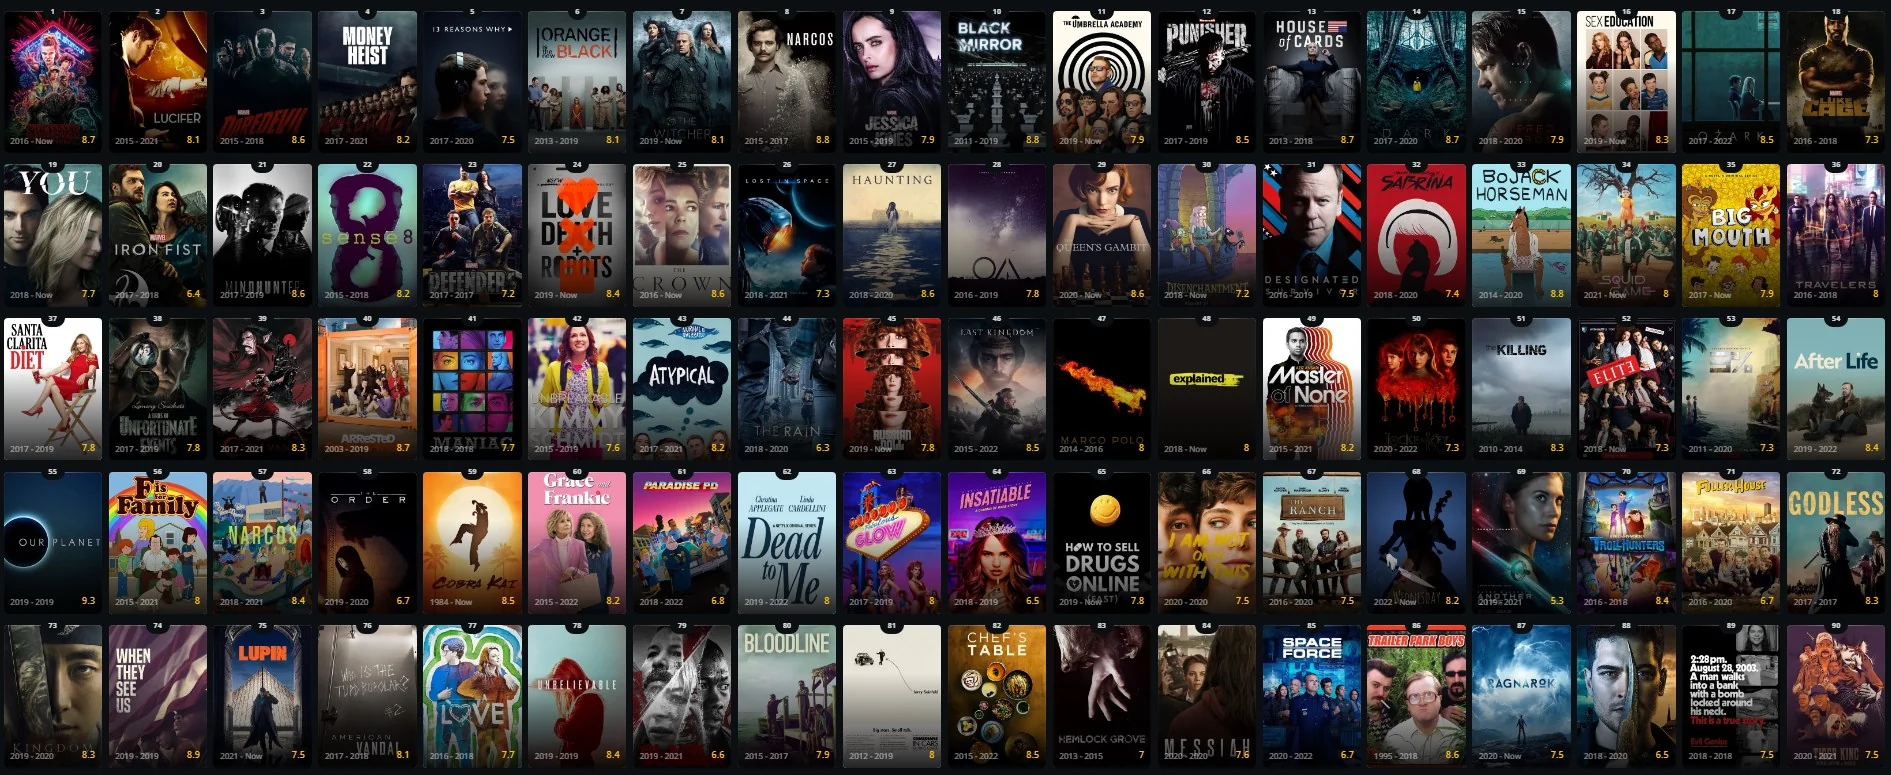 1
2
3
4
5
6
7
8
9
10
11
12
13
14
15
16
17
18
MONEY HEIST
13 REASONS WHY
ORANGE IS THE NEW BLACK
NARCOS
BLACK MIRROR
THE UMBRELLA ACADEMY
PUNISHER
HOUSE of CARDS
SEX EDUCATION
LUCIFER
DAREDEVIL
THE WITCHER
JESSICA JONES
DARK
OZARK
LUKE CAGE
2016 - Now 8.7
2015 - 2021 8.1
2015 - 2018 8.6
2017 - 2021 8.2
2017 - 2020 7.5
2013 - 2019 8.1
2019 - Now 8.1
2015 - 2017 8.8
2015 - 2019 7.9
2011 - 2019 8.8
2019 - Now 7.9
2017 - 2019 8.5
2013 - 2018 8.7
2017 - 2020 8.7
2018 - 2020 7.9
2019 - Now 8.3
2017 - 2022 8.5
2016 - 2018 7.3
19
20
21
22
23
24
25
26
27
28
29
30
31
32
33
34
35
36
YOU
MARVEL
IRON FIST
2
MINDHUNTER
sense8
DEFENDERS
LOVE DEATH + ROBOTS
THE CROWN
LOST IN SPACE
HAUNTING
OA
QUEEN'S GAMBIT
DISENCHANTMENT
DESIGNATED SURVIVOR
SABRINA
BOJACK HORSEMAN
SQUID GAME
BIG MOUTH
TRAVELERS
2018 - Now 7.7
2017 - 2018 6.4
2017 - 2019 8.6
2015 - 2018 8.2
2017 - 2017 7.2
2019 - Now 8.4
2016 - Now 8.6
2018 - 2021 7.3
2018 - 2020 8.6
2016 - 2019 7.8
2020 - Now 8.6
2018 - Now 7.2
2016 - 2019 7.5
2018 - 2020 7.4
2014 - 2020 8.8
2021 - Now 8
2017 - Now 7.9
2016 - 2018 8
37
38
39
40
41
42
43
44
45
46
47
48
49
50
51
52
53
54
SANTA CLARITA DIET
Lemony Snicket's A SERIES OF UNFORTUNATE EVENTS
ARRESTED
MANIAC
UNBREAKABLE KIMMY SCHMIDT
NORMAL IS OVERRATED
ATYPICAL
THE RAIN
RUSSIAN DOLL
LAST KINGDOM
MARCO POLO
explained
Master of None
THE KILLING
ELITE
After Life
2017 - 2019 7.8
2017 - 2019 7.8
2017 - 2021 8.3
2003 - 2019 8.7
2018 - 2018 7.7
2015 - 2019 7.6
2017 - 2021 8.2
2018 - 2020 6.3
2019 - Now 7.8
2015 - 2022 8.5
2014 - 2016 8
2018 - Now 8
2015 - 2021 8.2
2020 - 2022 7.3
2010 - 2014 8.3
2018 - Now 7.3
2011 - 2021 7.3
2019 - 2022 8.4
55
56
57
58
59
60
61
62
63
64
65
66
67
68
69
70
71
72
OUR PLANET
F is for Family
NARCOS
THE ORDER
COBRA KAI
Grace and Frankie
PARADISE PD
Christina APPLEGATE
Linda CARDELLINI
A NETFLIX ORIGINAL SERIES
Dead to Me
GLOW
INSATIABLE
HOW TO SELL DRUGS ONLINE (FAST)
I AM NOT OKAY WITH THIS
THE RANCH
WEDNESDAY
ANOTHER
TROLLHUNTERS
FULLER HOUSE
GODLESS
2019 - 2019 9.3
2015 - 2021 8
2018 - 2021 8.4
2019 - 2020 6.7
1984 - Now 8.5
2015 - 2022 8.2
2018 - 2022 6.8
2019 - 2022 8
2017 - 2019 8
2018 - 2019 6.5
2019 - Now 7.8
2020 - 2020 7.5
2016 - 2020 7.5
2022 - Now 8.2
2019 - 2021 5.3
2016 - 2018 8.4
2016 - 2020 6.7
2017 - 2017 8.3
73
74
75
76
77
78
79
80
81
82
83
84
85
86
87
88
89
90
KINGDOM
WHEN THEY SEE US
LUPIN
WHO IS THE TURD BURGLAR?
#2
AMERICAN VANDAL
LOVE
UNBELIEVABLE
BLOODLINE
Jerry Seinfeld
Big stars. Small talk.
COMEDIANS IN CARS
CHEF'S TABLE
HEMLOCK GROVE
MESSIAH
SPACE FORCE
TRAILER PARK BOYS
RAGNAROK
2:28pm.
August 28, 2003.
A man walks
into a bank
with a bomb
locked around
his neck.
This is a true story.
Evil Genius
TIGER KING
2019 - 2020 8.3
2019 - 2019 8.9
2021 - Now 7.5
2017 - 2018 8.1
2016 - 2018 7.7
2019 - 2019 8.4
2019 - 2022 6.6
2015 - 2017 7.9
2012 - 2019 8
2015 - 2022 8.5
2013 - 2015 7
2020 - 2020 7.6
2020 - 2022 6.7
1995 - 2018 8.6
2020 - Now 7.5
2018 - 2020 6.5
2018 - 2018 7.5
2020 - 2021 7.5